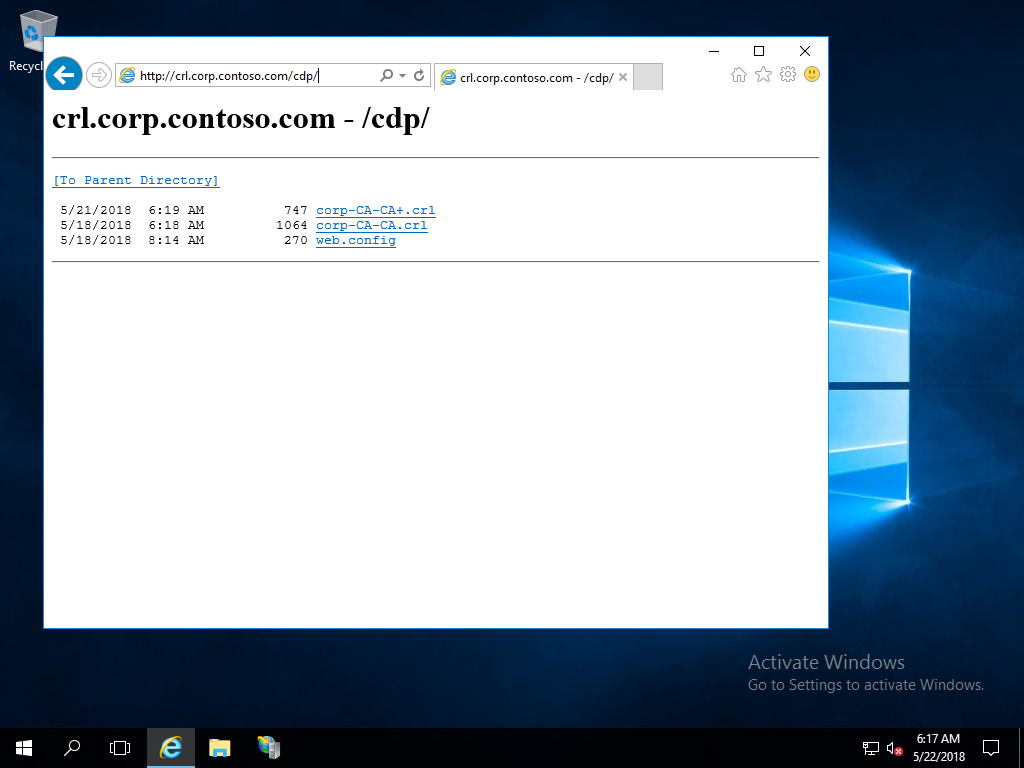 Recycl
http://crl.corp.contoso.com/cdp/
crl.corp.contoso.com - /cdp/
crl.corp.contoso.com - /cdp/
[To Parent Directory]
5/21/2018 6:19 AM 747 corp-CA-CA+.crl
5/18/2018 6:18 AM 1064 corp-CA-CA.crl
5/18/2018 8:14 AM 270 web.config
Activate Windows
Go to Settings to activate Windows.
6:17 AM
5/22/2018